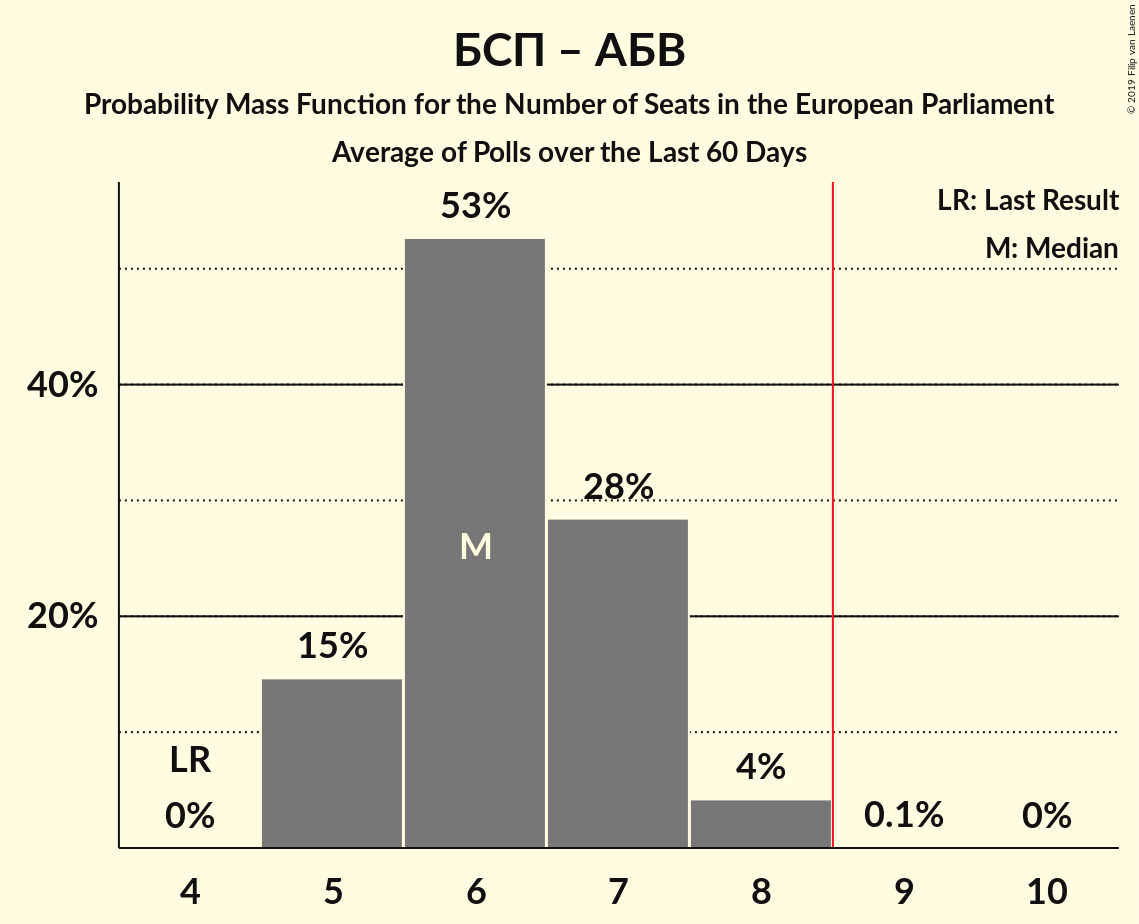 БСП – АБВ
Probability Mass Function for the Number of Seats in the European Parliament
Average of Polls over the Last 60 Days
© 2019 Filip van Laenen
LR: Last Result
M: Median
53%
40%
28%
M
20%
15%
LR
4%
0%
0.1%
0%
4 5 6 7 8 9 10